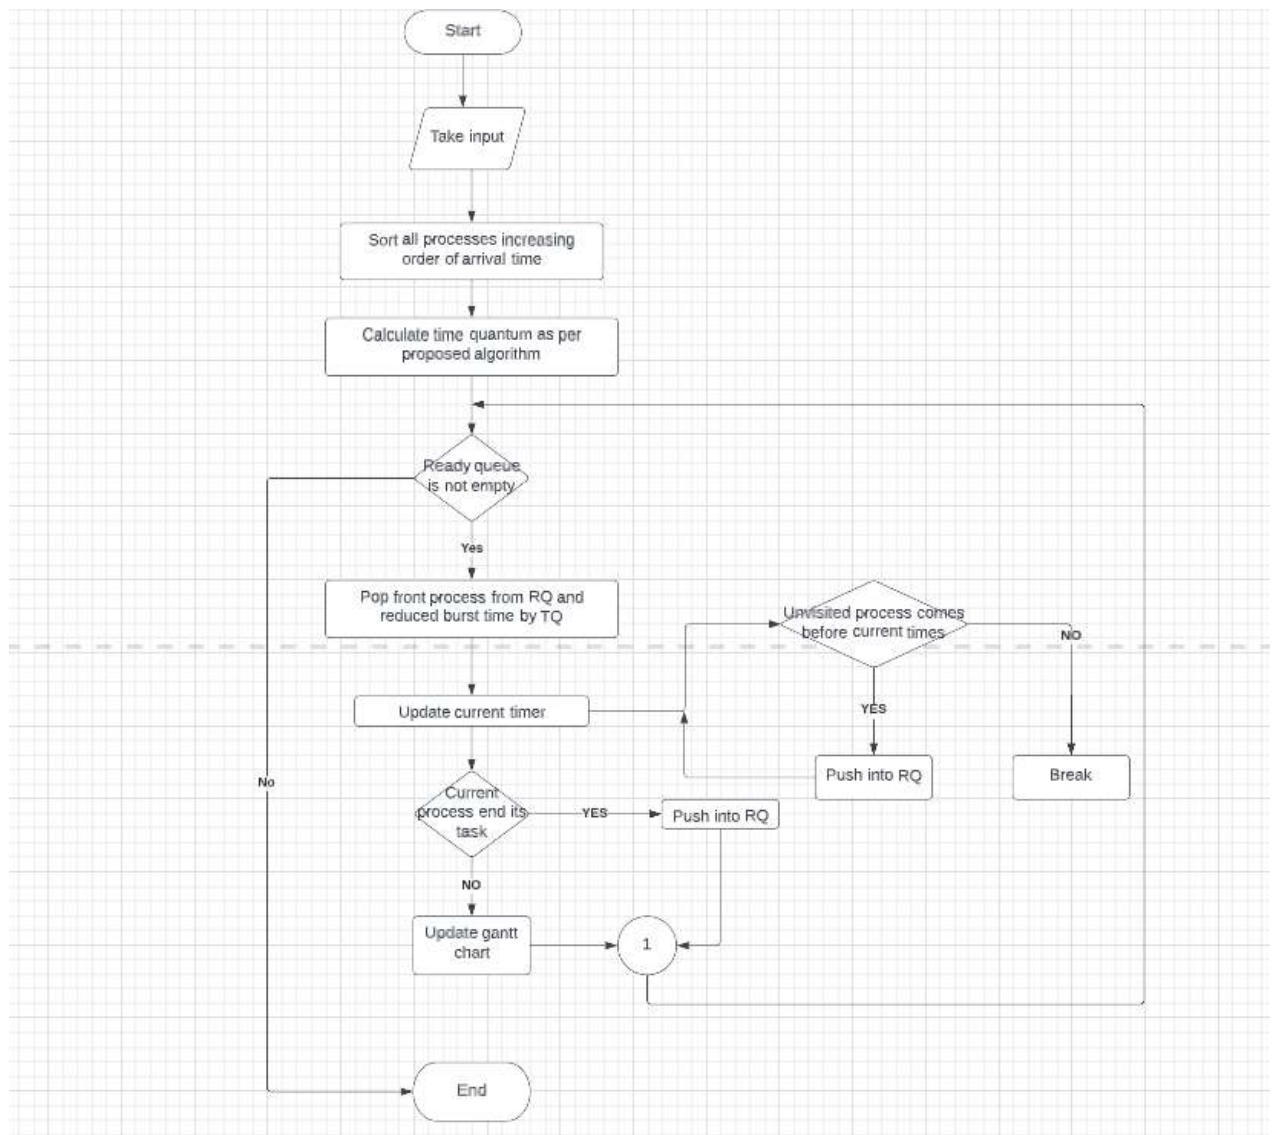 Start
Take input
Sort all processes increasing
order of arrival time
Calculate time quantum as per
proposed algorithm
Ready queue
is not empty
Yes
Pop front process from RQ and
reduced burst time by TQ
Unvisited process comes
before current times
NO
Update current timer
YES
Push into RQ
Break
No
Current
process end its
task
YES
Push into RQ
NO
Update gantt
chart
1
End